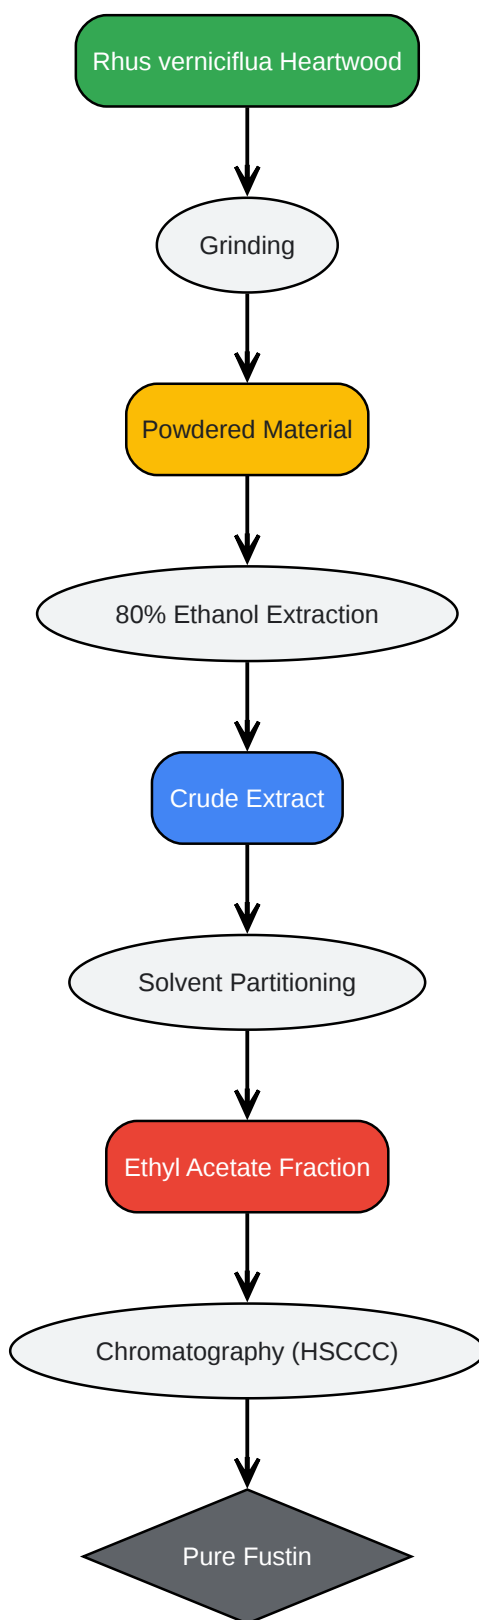 Rhus verniciflua Heartwood
Grinding
Powdered Material
80% Ethanol Extraction
Crude Extract
Solvent Partitioning
Ethyl Acetate Fraction
Chromatography (HSCCC)
Pure Fustin